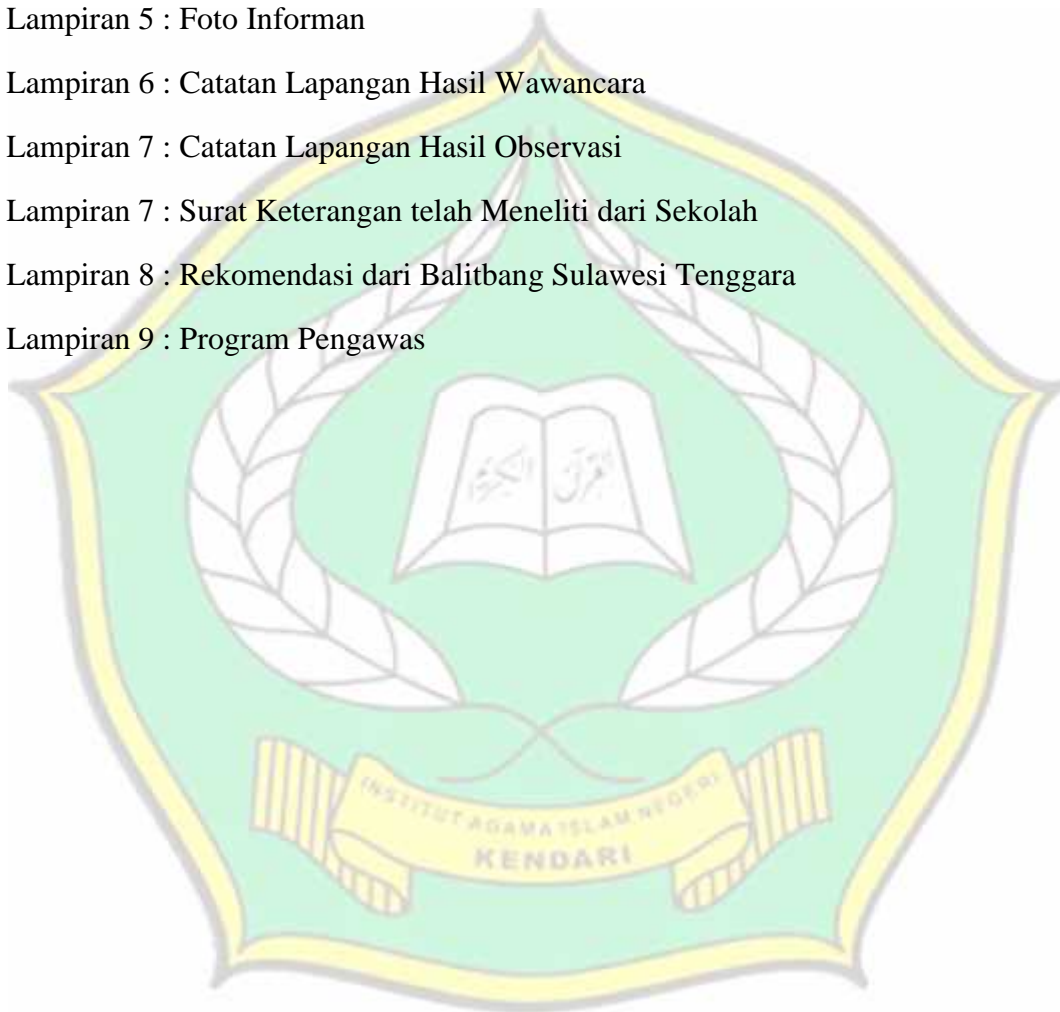 Lampiran 5 : Foto Informan
Lampiran 6 : Catatan Lapangan Hasil Wawancara
Lampiran 7 : Catatan Lapangan Hasil Observasi
Lampiran 7 : Surat Keterangan telah Meneliti dari Sekolah
Lampiran 8 : Rekomendasi dari Balitbang Sulawesi Tenggara
Lampiran 9 : Program Pengawas
القرآن الكريم
INSTITUT AGAMA ISLAM NEGERI
KENDARI